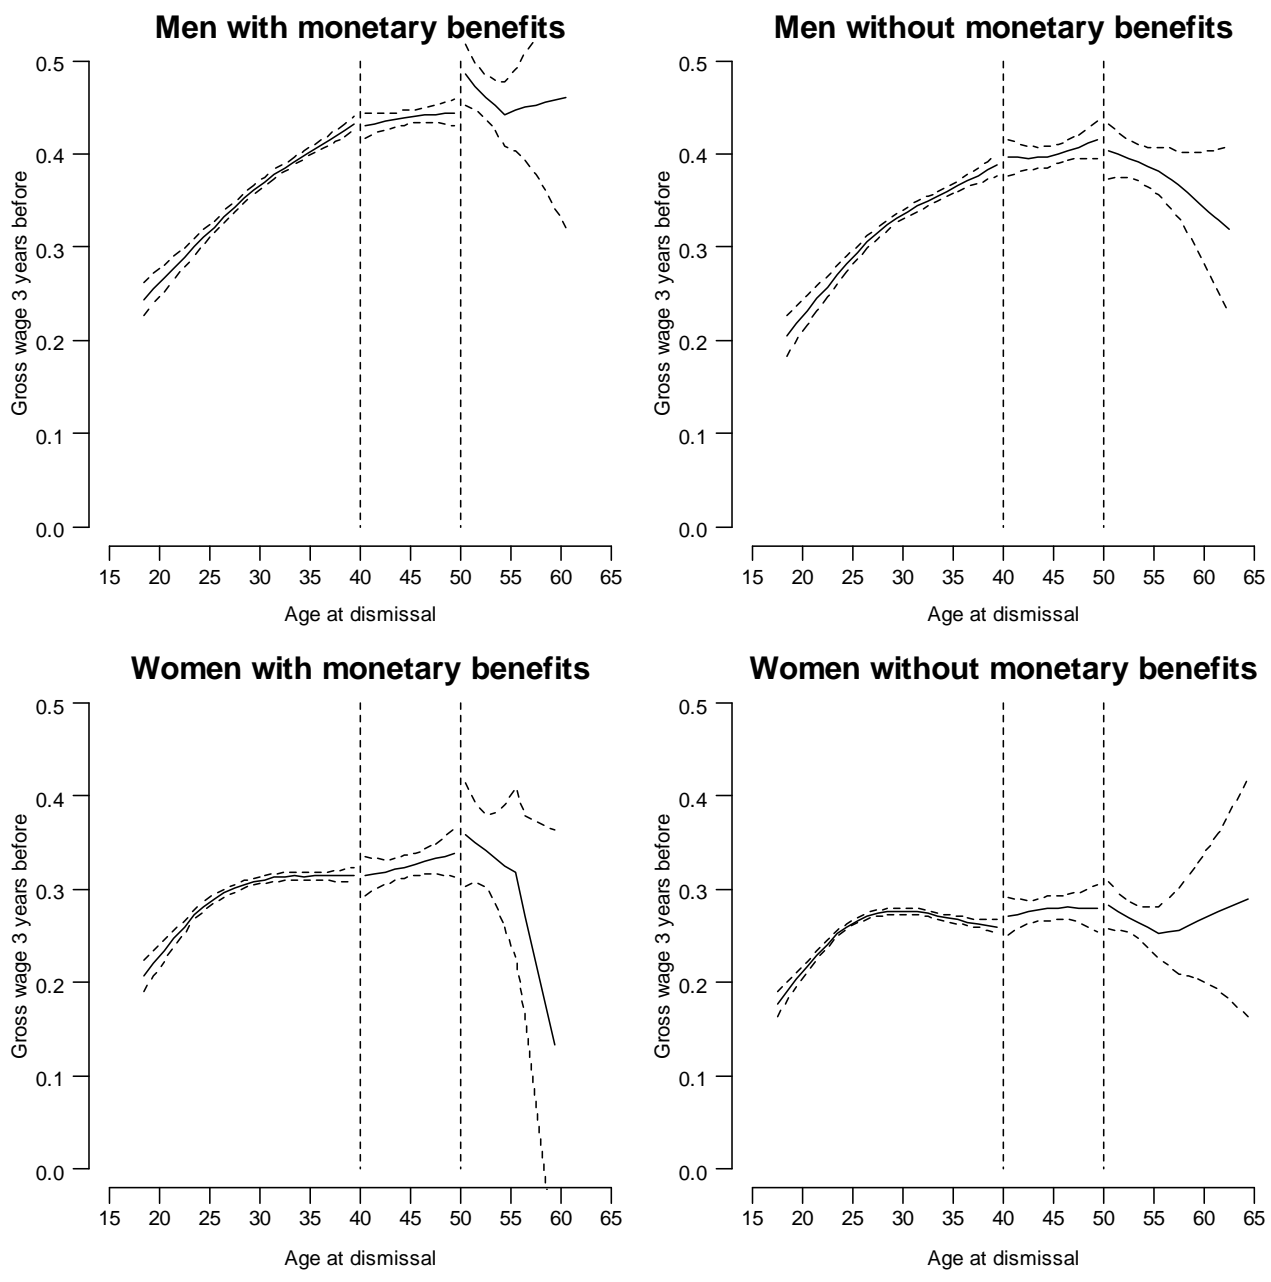 Men with monetary benefits
Gross wage 3 years before
0.5
0.4
0.3
0.2
0.1
0.0
15 20 25 30 35 40 45 50 55 60 65
Age at dismissal
Men without monetary benefits
Gross wage 3 years before
0.5
0.4
0.3
0.2
0.1
0.0
15 20 25 30 35 40 45 50 55 60 65
Age at dismissal
Women with monetary benefits
Gross wage 3 years before
0.5
0.4
0.3
0.2
0.1
0.0
15 20 25 30 35 40 45 50 55 60 65
Age at dismissal
Women without monetary benefits
Gross wage 3 years before
0.5
0.4
0.3
0.2
0.1
0.0
15 20 25 30 35 40 45 50 55 60 65
Age at dismissal